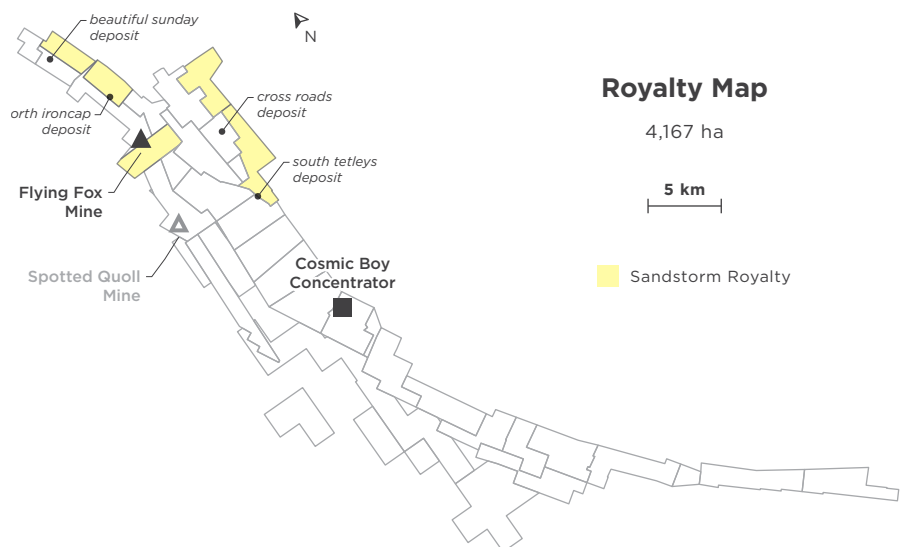 beautiful sunday
deposit
N
Royalty Map
4,167 ha
5 km
Sandstorm Royalty
cross roads
deposit
orth ironcap
deposit
south tetleys
deposit
Flying Fox
Mine
Spotted Quoll
Mine
Cosmic Boy
Concentrator